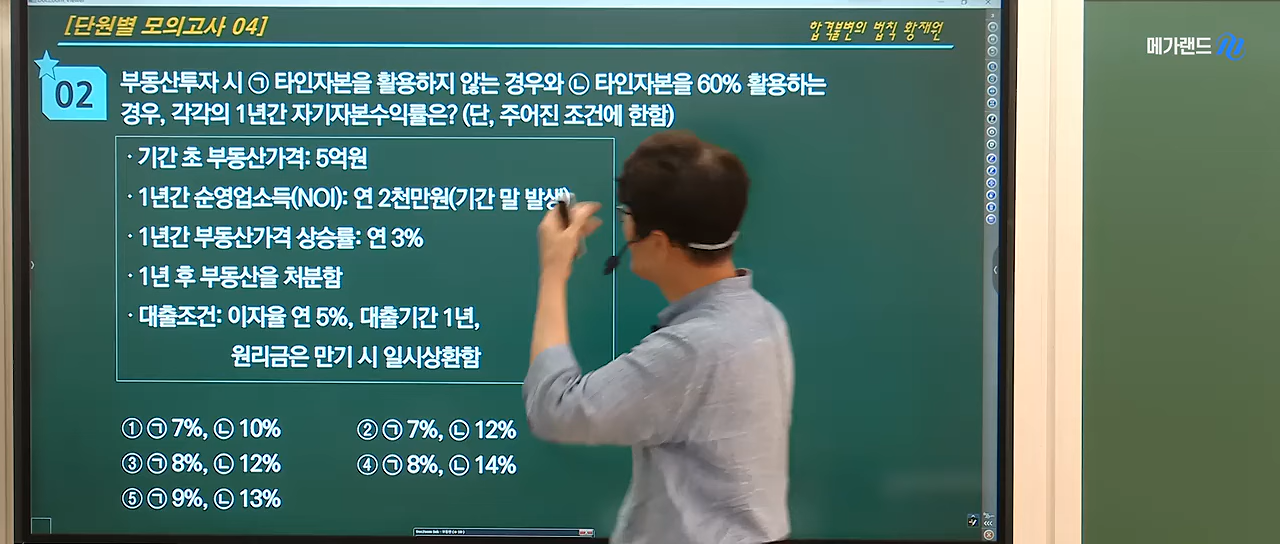 [단원별 모의고사 04]
합격불변의 법칙 황재원
메가랜드
02
부동산투자 시 ㉠ 타인자본을 활용하지 않는 경우와 ㉡ 타인자본을 60% 활용하는
경우, 각각의 1년간 자기자본수익률은? (단, 주어진 조건에 한함)
· 기간 초 부동산가격: 5억원
· 1년간 순영업소득(NOI): 연 2천만원(기간 말 발생)
· 1년간 부동산가격 상승률: 연 3%
· 1년 후 부동산을 처분함
· 대출조건: 이자율 연 5%, 대출기간 1년,
원리금은 만기 시 일시상환함
① ㉠ 7%, ㉡ 10%
② ㉠ 7%, ㉡ 12%
③ ㉠ 8%, ㉡ 12%
④ ㉠ 8%, ㉡ 14%
⑤ ㉠ 9%, ㉡ 13%